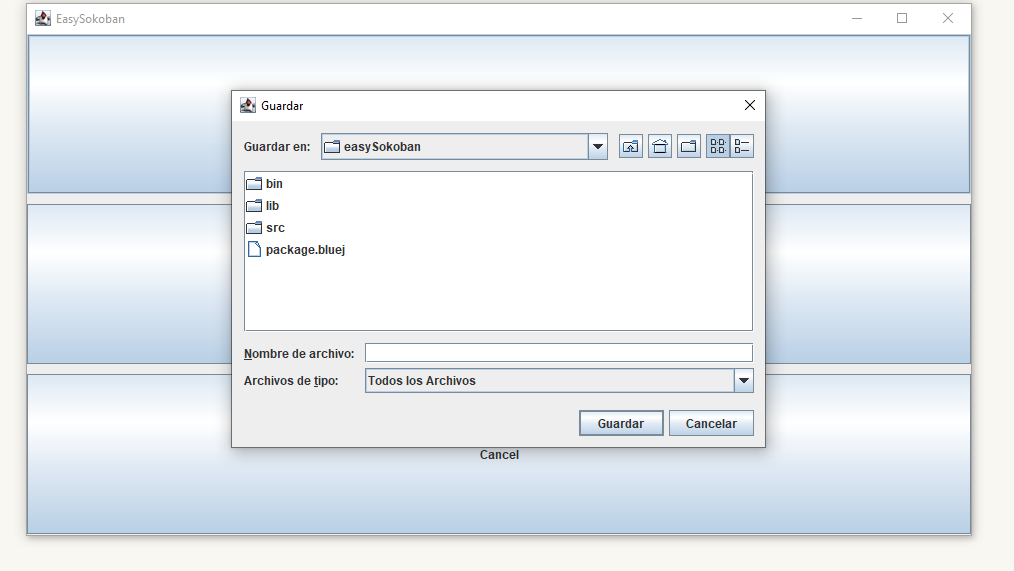 EasySokoban
Guardar
Guardar en: easySokoban
bin
lib
src
package.bluej
Nombre de archivo:
Archivos de tipo: Todos los Archivos
Guardar Cancelar
Cancel